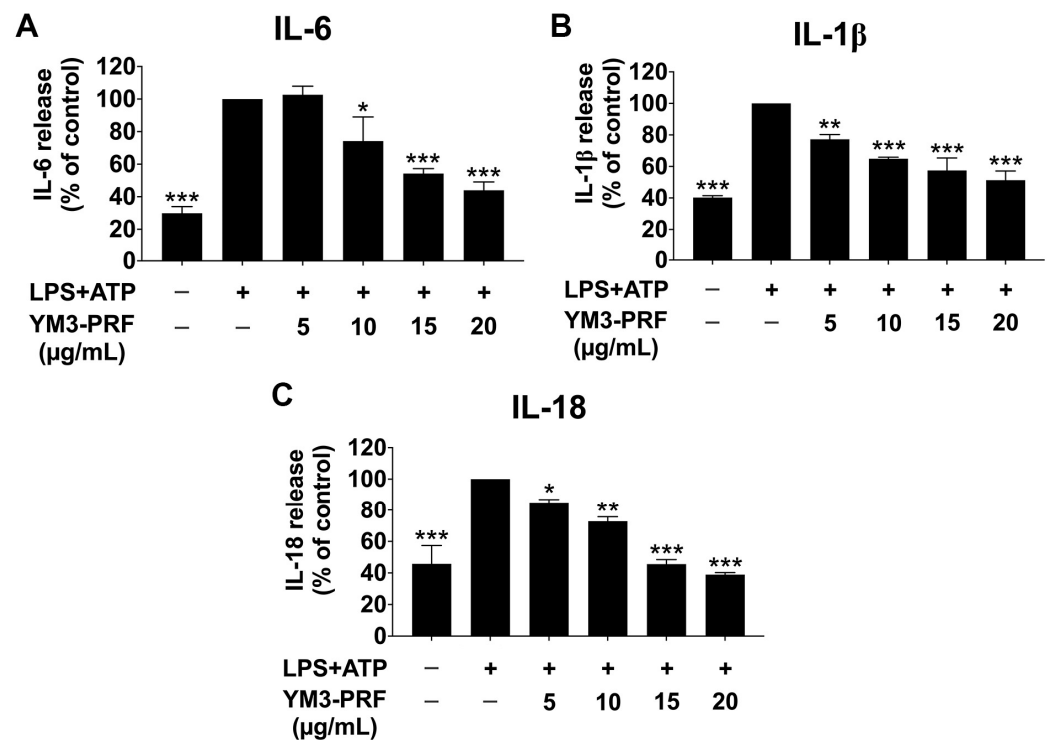 A
IL-6
IL-6 release
(% of control)
120
100
80
60
40
20
0
***
*
***
***
LPS+ATP – + + + + +
YM3-PRF – – 5 10 15 20
(µg/mL)
B
IL-1β
IL-1β release
(% of control)
120
100
80
60
40
20
0
***
**
***
***
***
LPS+ATP – + + + + +
YM3-PRF – – 5 10 15 20
(µg/mL)
C
IL-18
IL-18 release
(% of control)
120
100
80
60
40
20
0
***
*
**
***
***
LPS+ATP – + + + + +
YM3-PRF – – 5 10 15 20
(µg/mL)